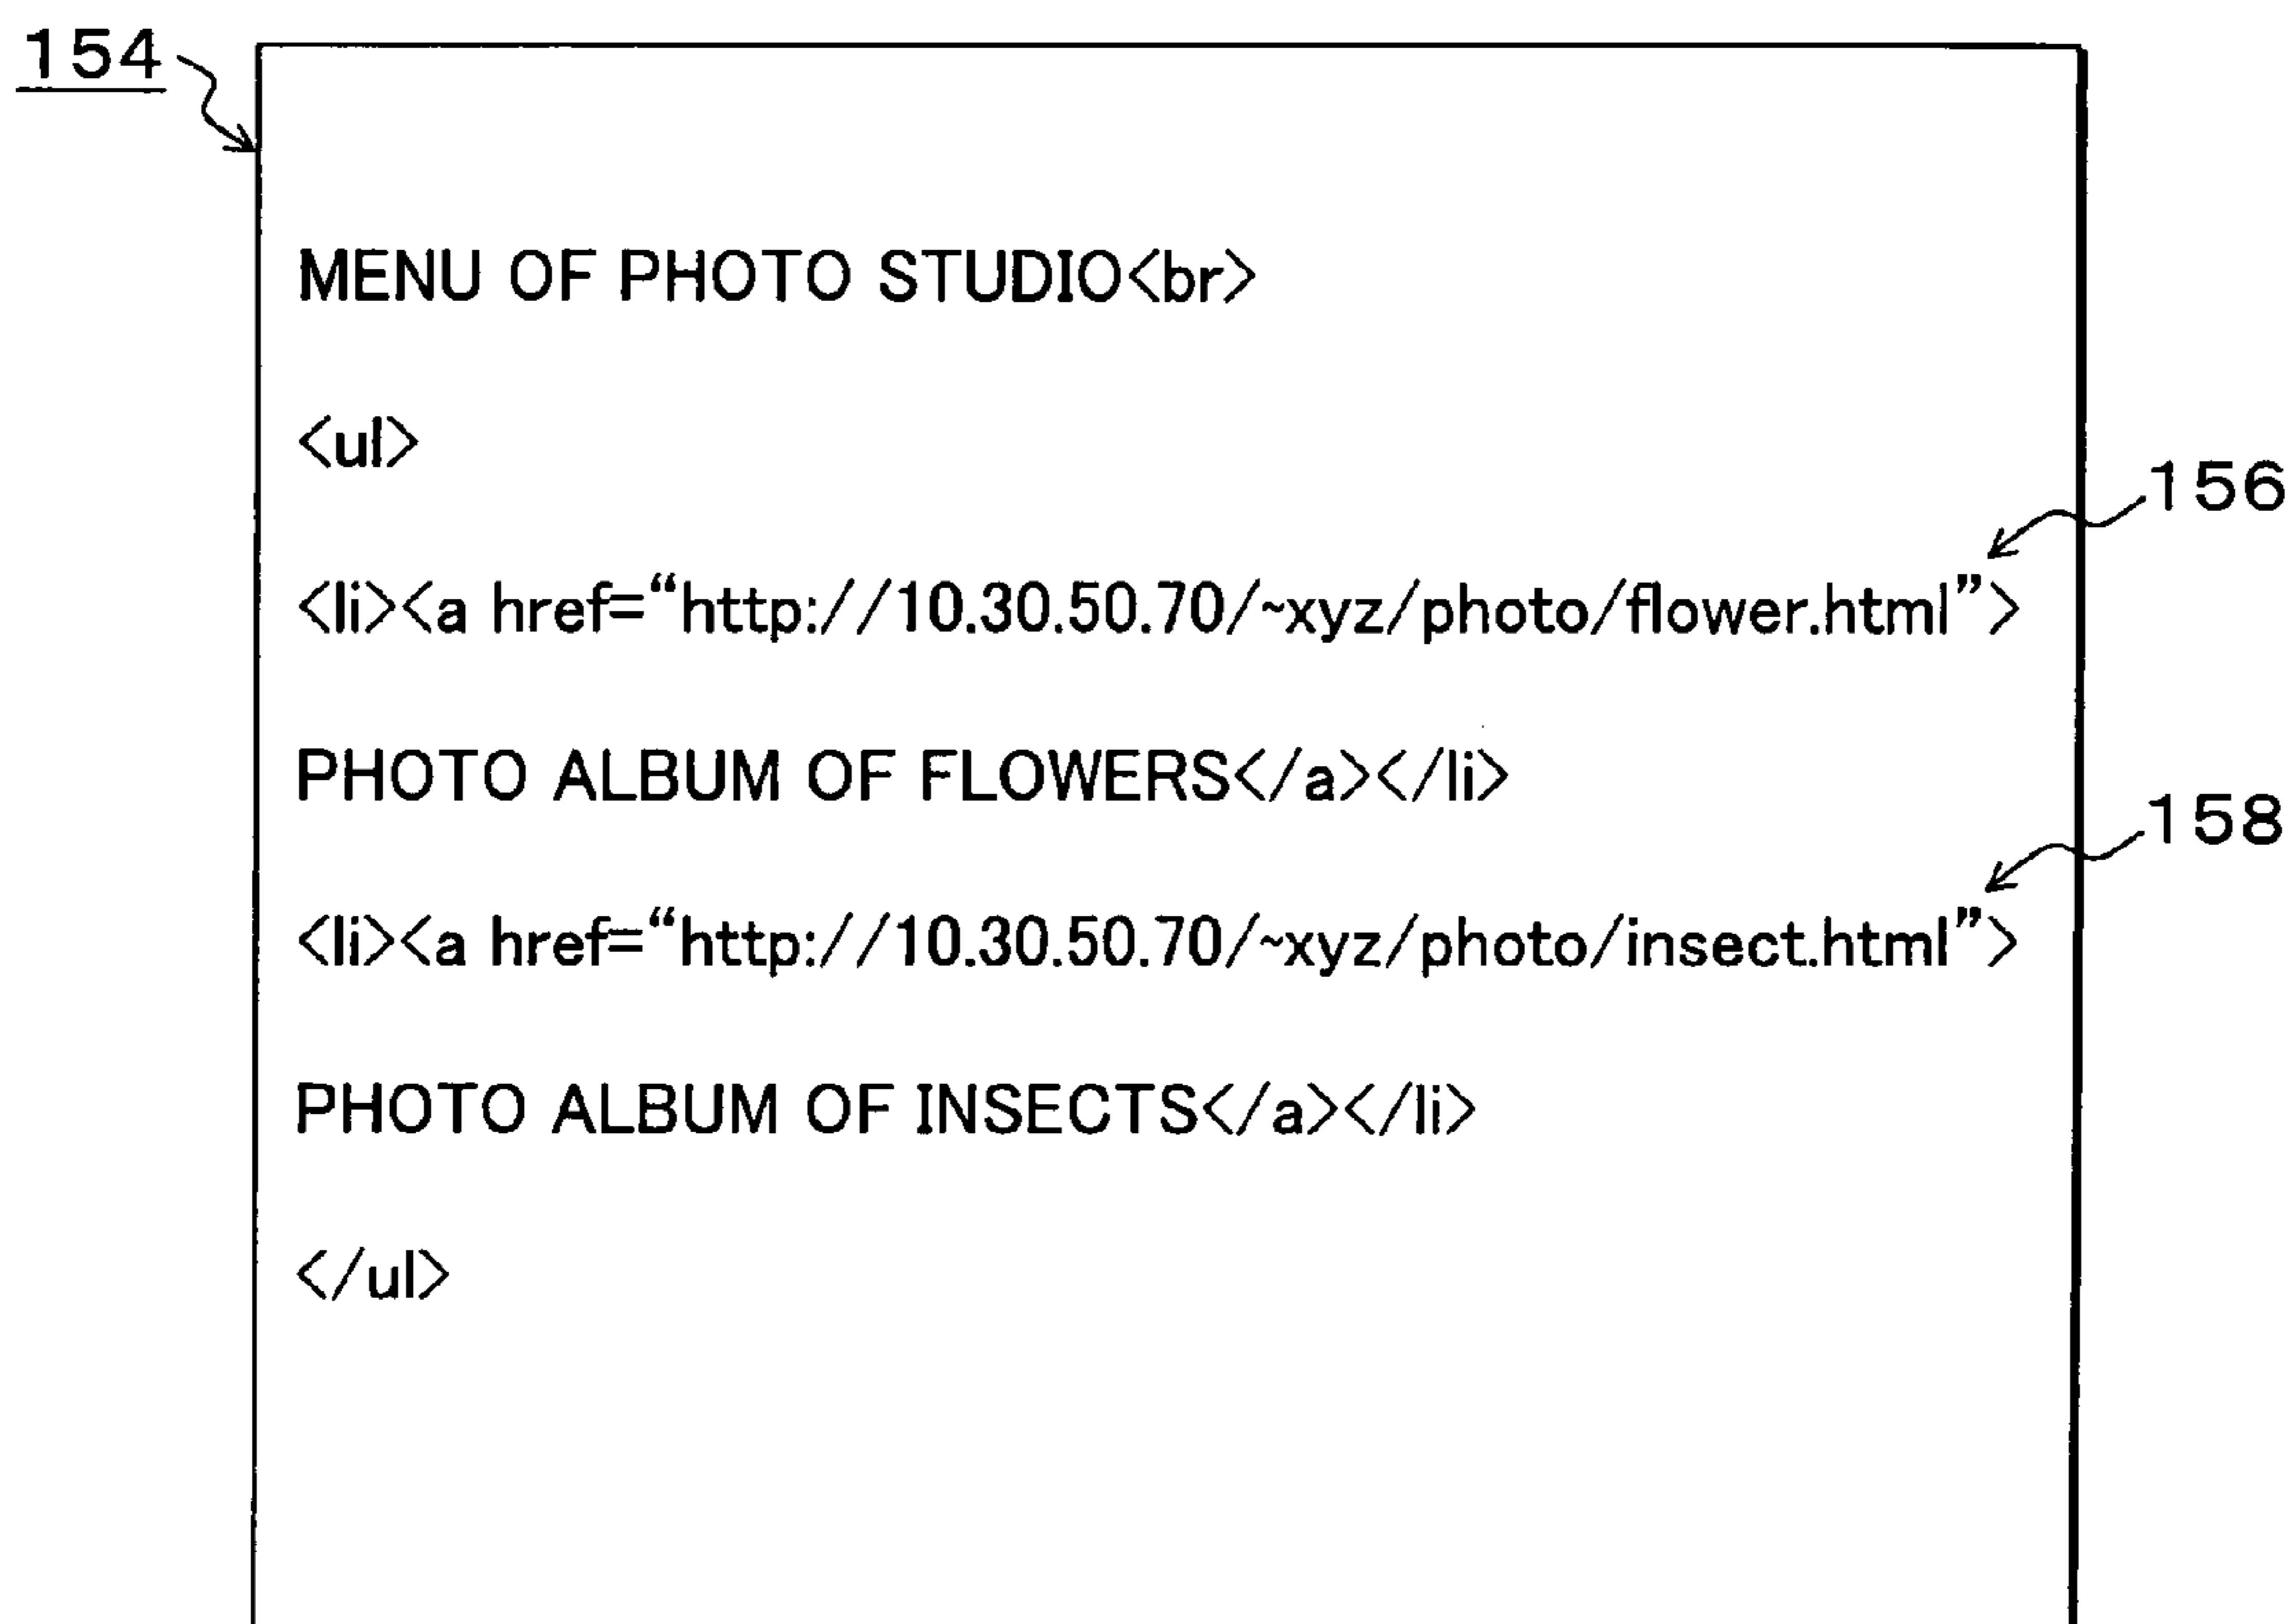 154
MENU OF PHOTO STUDIO<br>
<ul>
156
<li><a href=“http://10.30.50.70/~xyz/photo/flower.html”>
PHOTO ALBUM OF FLOWERS</a></li>
158
<li><a href=“http://10.30.50.70/~xyz/photo/insect.html”>
PHOTO ALBUM OF INSECTS</a></li>
</ul>